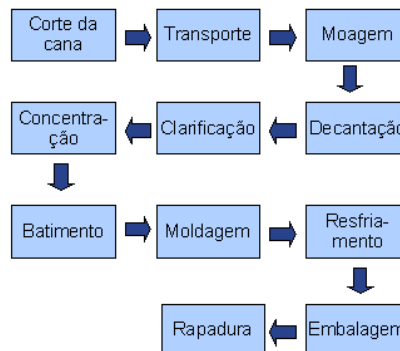 Corte da
cana
Transporte
Moagem
Concentra-
ção
Clarificação
Decantação
Batimento
Moldagem
Resfria-
mento
Rapadura
Embalagem